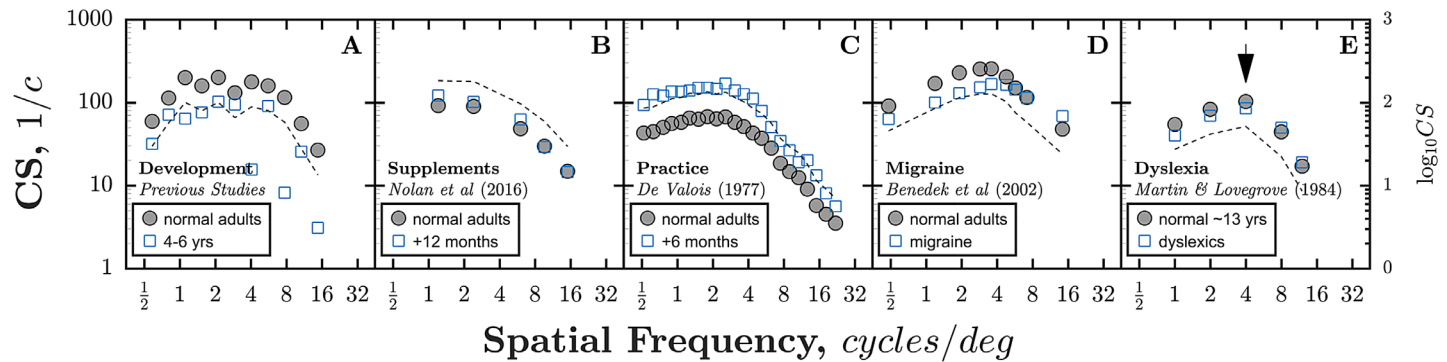 1000
100
10
1
CS, 1/c
A
Development
Previous Studies
normal adults
4-6 yrs
B
Supplements
Nolan et al (2016)
normal adults
+12 months
C
Practice
De Valois (1977)
normal adults
+6 months
D
Migraine
Benedek et al (2002)
normal adults
migraine
E
Dyslexia
Martin & Lovegrove (1984)
normal ~13 yrs
dyslexics
3
2
1
0
log10CS
1/2 1 2 4 8 16 32
1/2 1 2 4 8 16 32
1/2 1 2 4 8 16 32
1/2 1 2 4 8 16 32
1/2 1 2 4 8 16 32
Spatial Frequency, cycles/deg